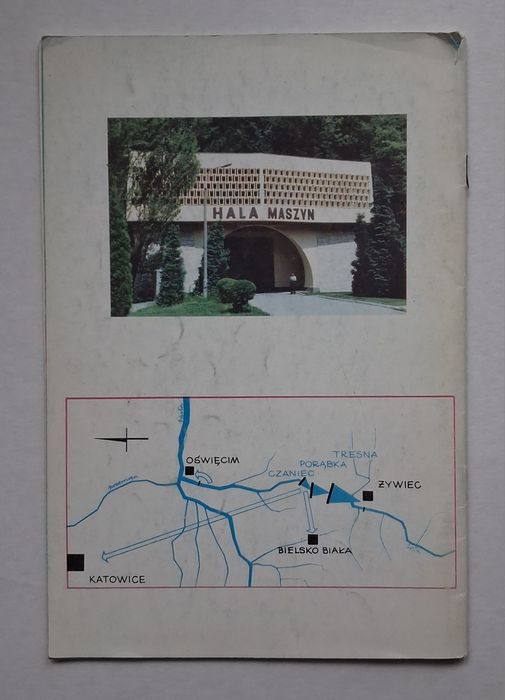 HALA MASZYN
OŚWIĘCIM
TRESNA
PORĄBKA
CZANIEC
ŻYWIEC
BIELSKO BIAŁA
KATOWICE